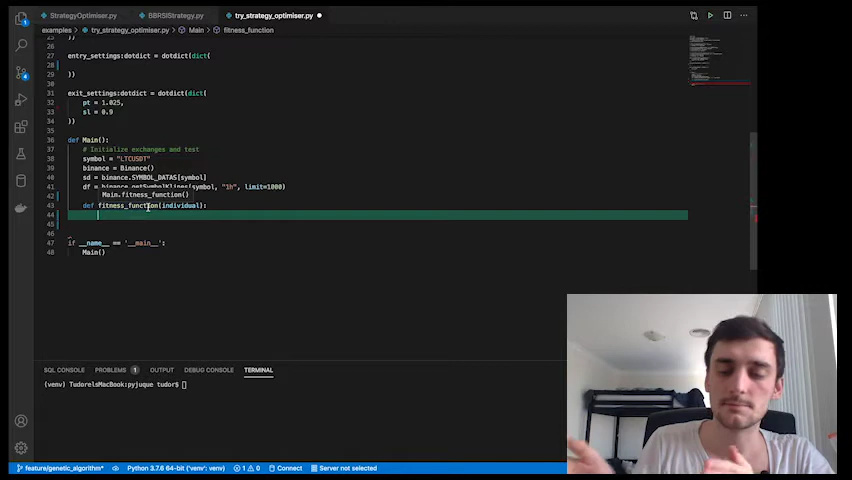 StrategyOptimiser.py
BBRSIStrategy.py
try_strategy_optimiser.py
examples > try_strategy_optimiser.py > Main > fitness_function
25 })
26
27 entry_settings:dotdict = dotdict(dict(
28
29 ))
30
31 exit_settings:dotdict = dotdict(dict(
32 pt = 1.025,
33 sl = 0.9
34 ))
35
36 def Main():
37 # Initialize exchanges and test
38 symbol = "LTCUSDT"
39 binance = Binance()
40 sd = binance.SYMBOL_DATAS[symbol]
41 df = binance.getSymbolKlines(symbol, "1h", limit=1000)
42 Main.fitness_function()
43 def fitness_function(individual):
44
45
46
47 if __name__ == '__main__':
48 Main()
SQL CONSOLE PROBLEMS 1 OUTPUT DEBUG CONSOLE TERMINAL
(venv) TudorelsMacBook:pyjuque tudor$
feature/genetic_algorithm* Python 3.7.6 64-bit ('venv': venv) 1 0 Connect Server not selected